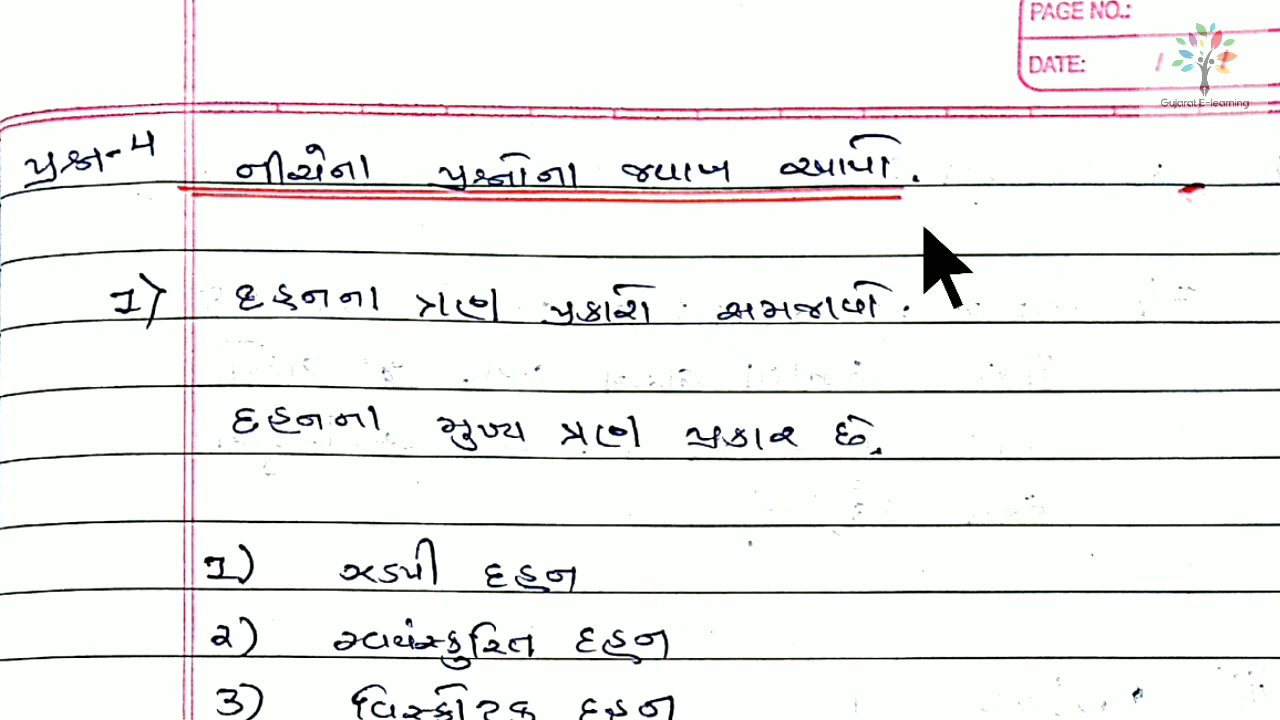 PAGE NO.:
DATE: /
Gujarat E-learning
પ્રશ્ન-4 નીચેના પ્રશ્નોના જવાબ આપો.
1) દહનના ત્રણ પ્રકારો સમજાવો.
દહનના મુખ્ય ત્રણ પ્રકાર છે.
1) ઝડપી દહન
૨) સ્વયંસ્ફુરિત દહન
3) વિસ્ફોટક દહન